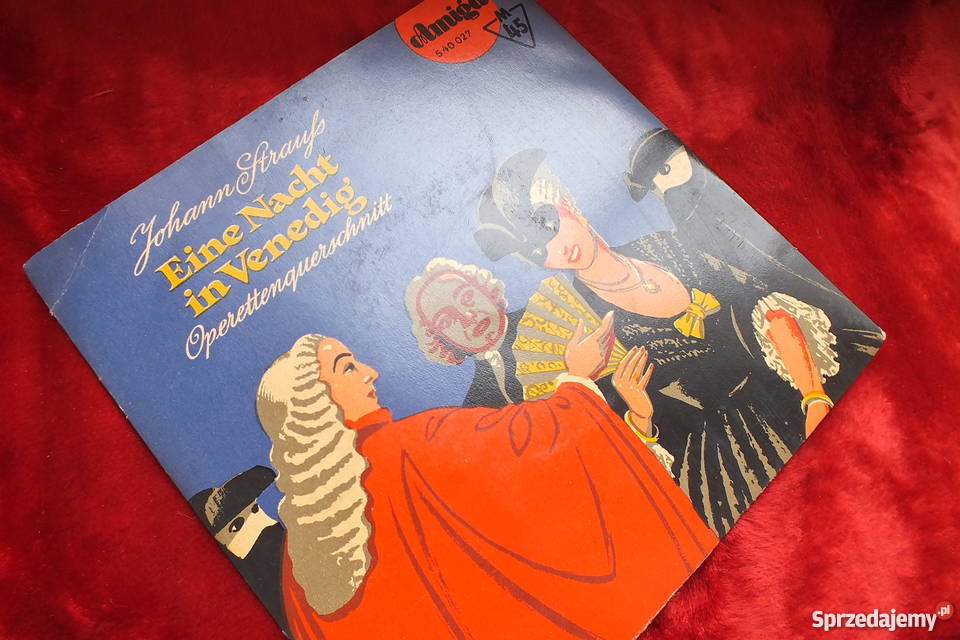 Amiga
5 40 027
M
45
Johann Strauß
Eine Nacht
in Venedig
Operettenquerschnitt
Sprzedajemy.pl